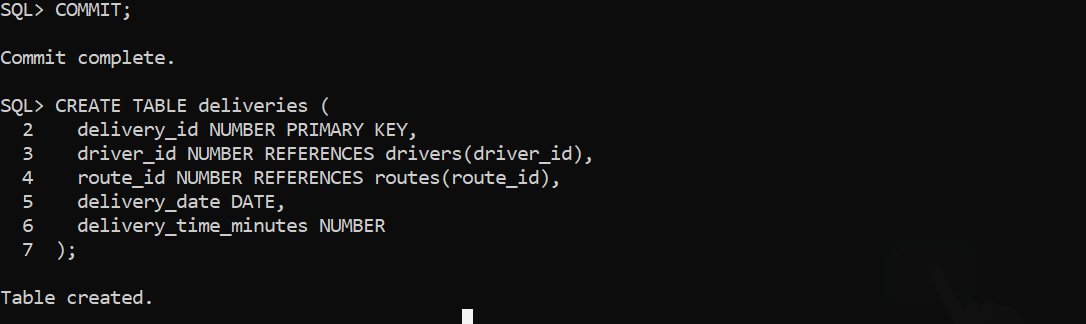 SQL> COMMIT;
Commit complete.
SQL> CREATE TABLE deliveries (
  2    delivery_id NUMBER PRIMARY KEY,
  3    driver_id NUMBER REFERENCES drivers(driver_id),
  4    route_id NUMBER REFERENCES routes(route_id),
  5    delivery_date DATE,
  6    delivery_time_minutes NUMBER
  7  );
Table created.